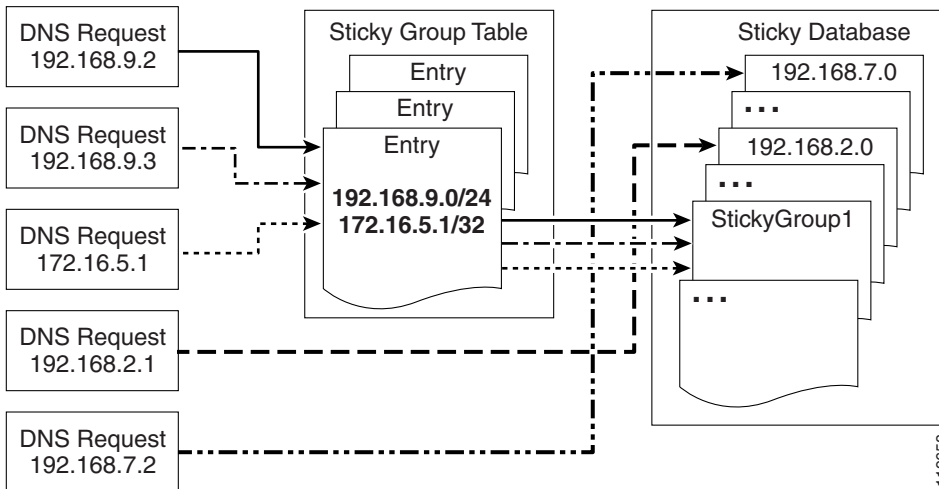 DNS Request
192.168.9.2
DNS Request
192.168.9.3
DNS Request
172.16.5.1
DNS Request
192.168.2.1
DNS Request
192.168.7.2
Sticky Group Table
Entry
Entry
Entry
192.168.9.0/24
172.16.5.1/32
Sticky Database
192.168.7.0
...
192.168.2.0
...
StickyGroup1
...